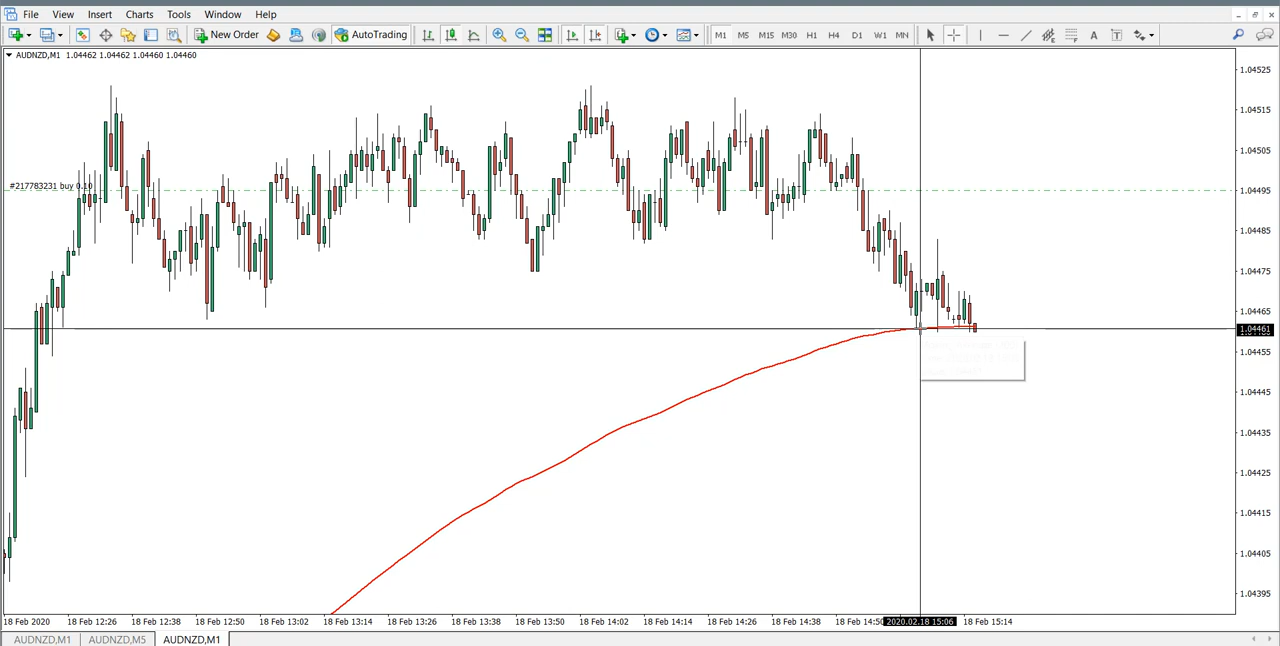 File View Insert Charts Tools Window Help
New Order AutoTrading M1 M5 M15 M30 H1 H4 D1 W1 MN A T
AUDNZD,M1 1.04462 1.04462 1.04460 1.04460
1.04525
1.04515
1.04505
#217783231 buy 0.10
1.04495
1.04485
1.04475
1.04465
1.04461
1.04455
1.04445
1.04435
1.04425
1.04415
1.04405
1.04395
18 Feb 2020 18 Feb 12:26 18 Feb 12:38 18 Feb 12:50 18 Feb 13:02 18 Feb 13:14 18 Feb 13:26 18 Feb 13:38 18 Feb 13:50 18 Feb 14:02 18 Feb 14:14 18 Feb 14:26 18 Feb 14:38 18 Feb 14:50 2020.02.18 15:06 18 Feb 15:14
AUDNZD,M1 AUDNZD,M5 AUDNZD,M1